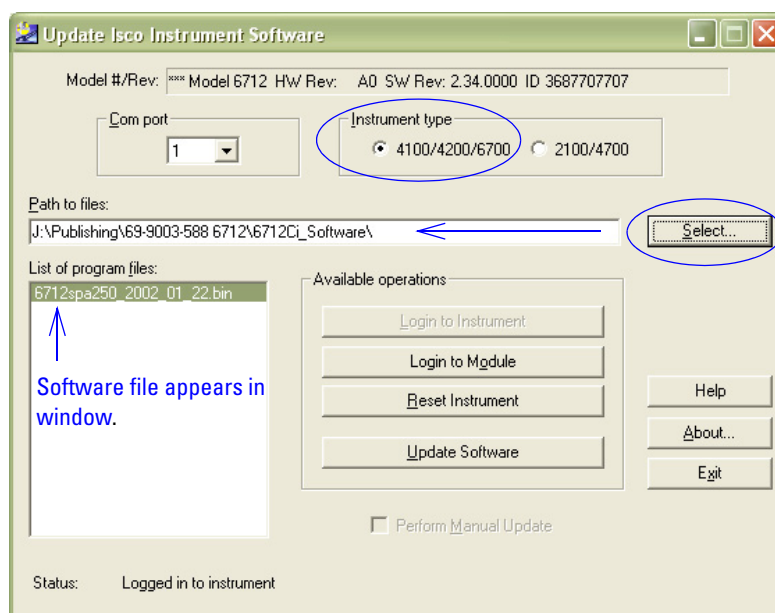 Update Isco Instrument Software
Model #/Rev: *** Model 6712 HW Rev: A0 SW Rev: 2.34.0000 ID 3687707707
Com port
1
Instrument type
4100/4200/6700
2100/4700
Path to files:
J:\Publishing\69-9003-588 6712\6712Ci_Software\
Select...
List of program files:
6712spa250_2002_01_22.bin
Software file appears in
window.
Available operations
Login to Instrument
Login to Module
Reset Instrument
Update Software
Perform Manual Update
Help
About...
Exit
Status: Logged in to instrument